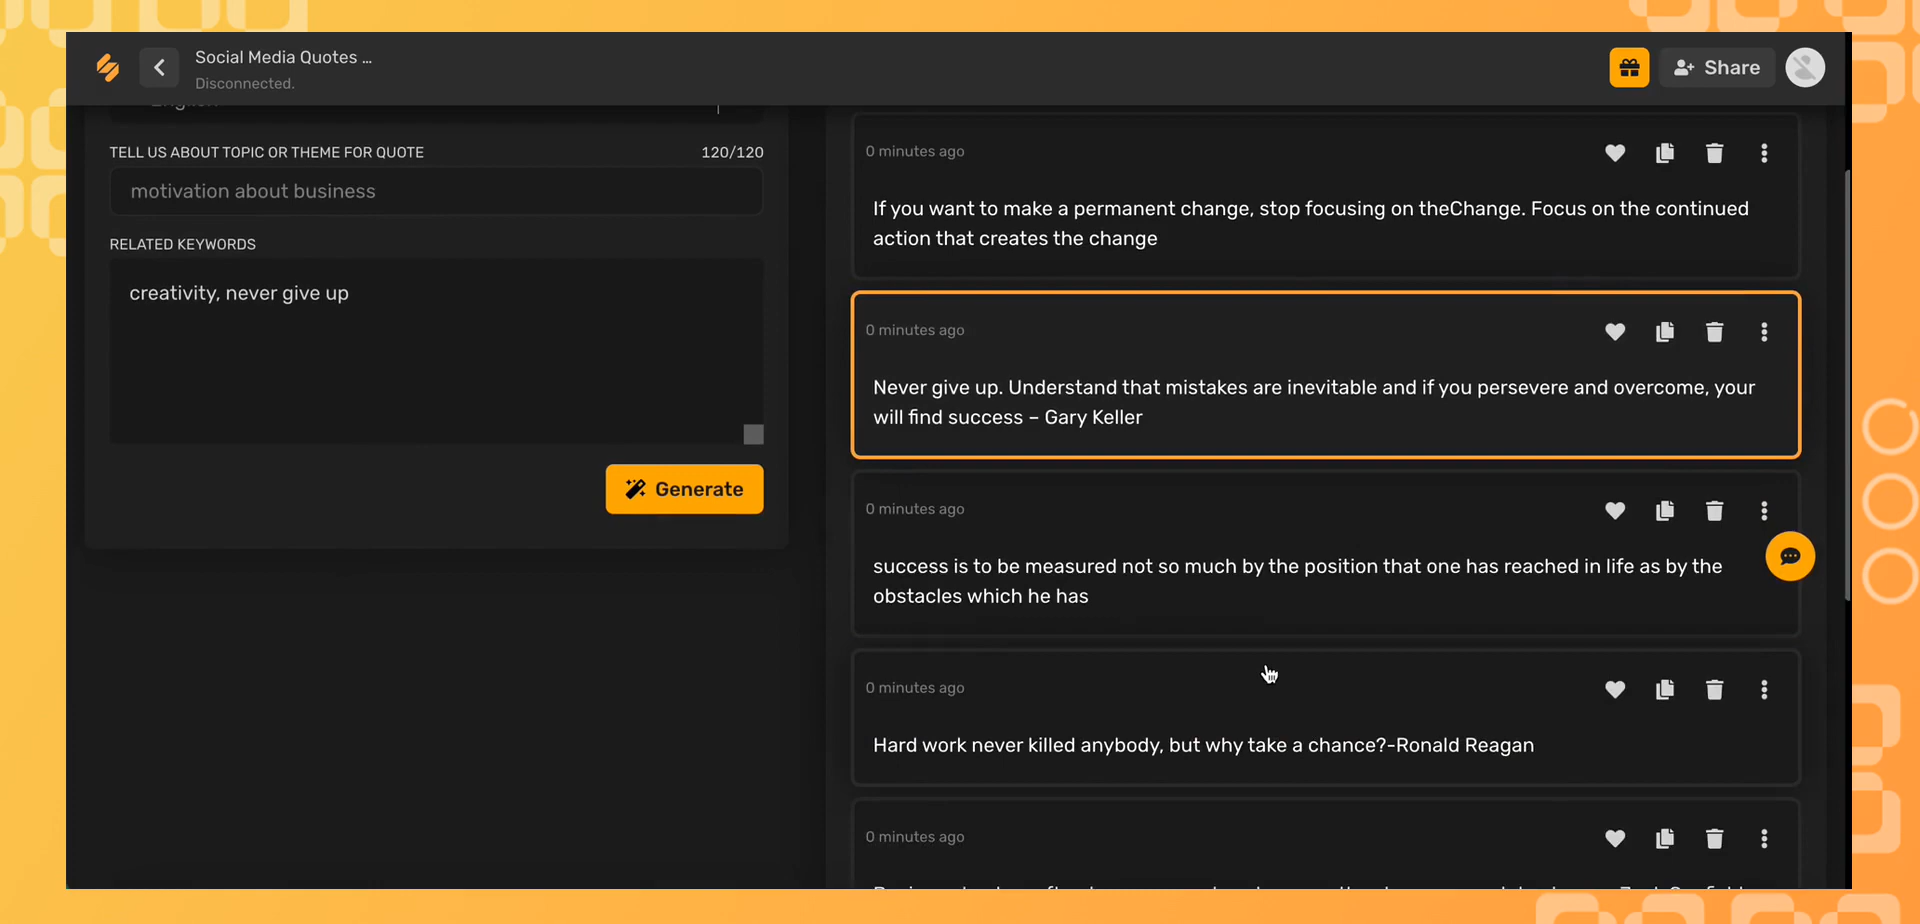 Social Media Quotes ...
Disconnected.
Share
English
TELL US ABOUT TOPIC OR THEME FOR QUOTE
120/120
motivation about business
RELATED KEYWORDS
creativity, never give up
Generate
0 minutes ago
If you want to make a permanent change, stop focusing on theChange. Focus on the continued
action that creates the change
0 minutes ago
Never give up. Understand that mistakes are inevitable and if you persevere and overcome, your
will find success – Gary Keller
0 minutes ago
success is to be measured not so much by the position that one has reached in life as by the
obstacles which he has
0 minutes ago
Hard work never killed anybody, but why take a chance?-Ronald Reagan
0 minutes ago